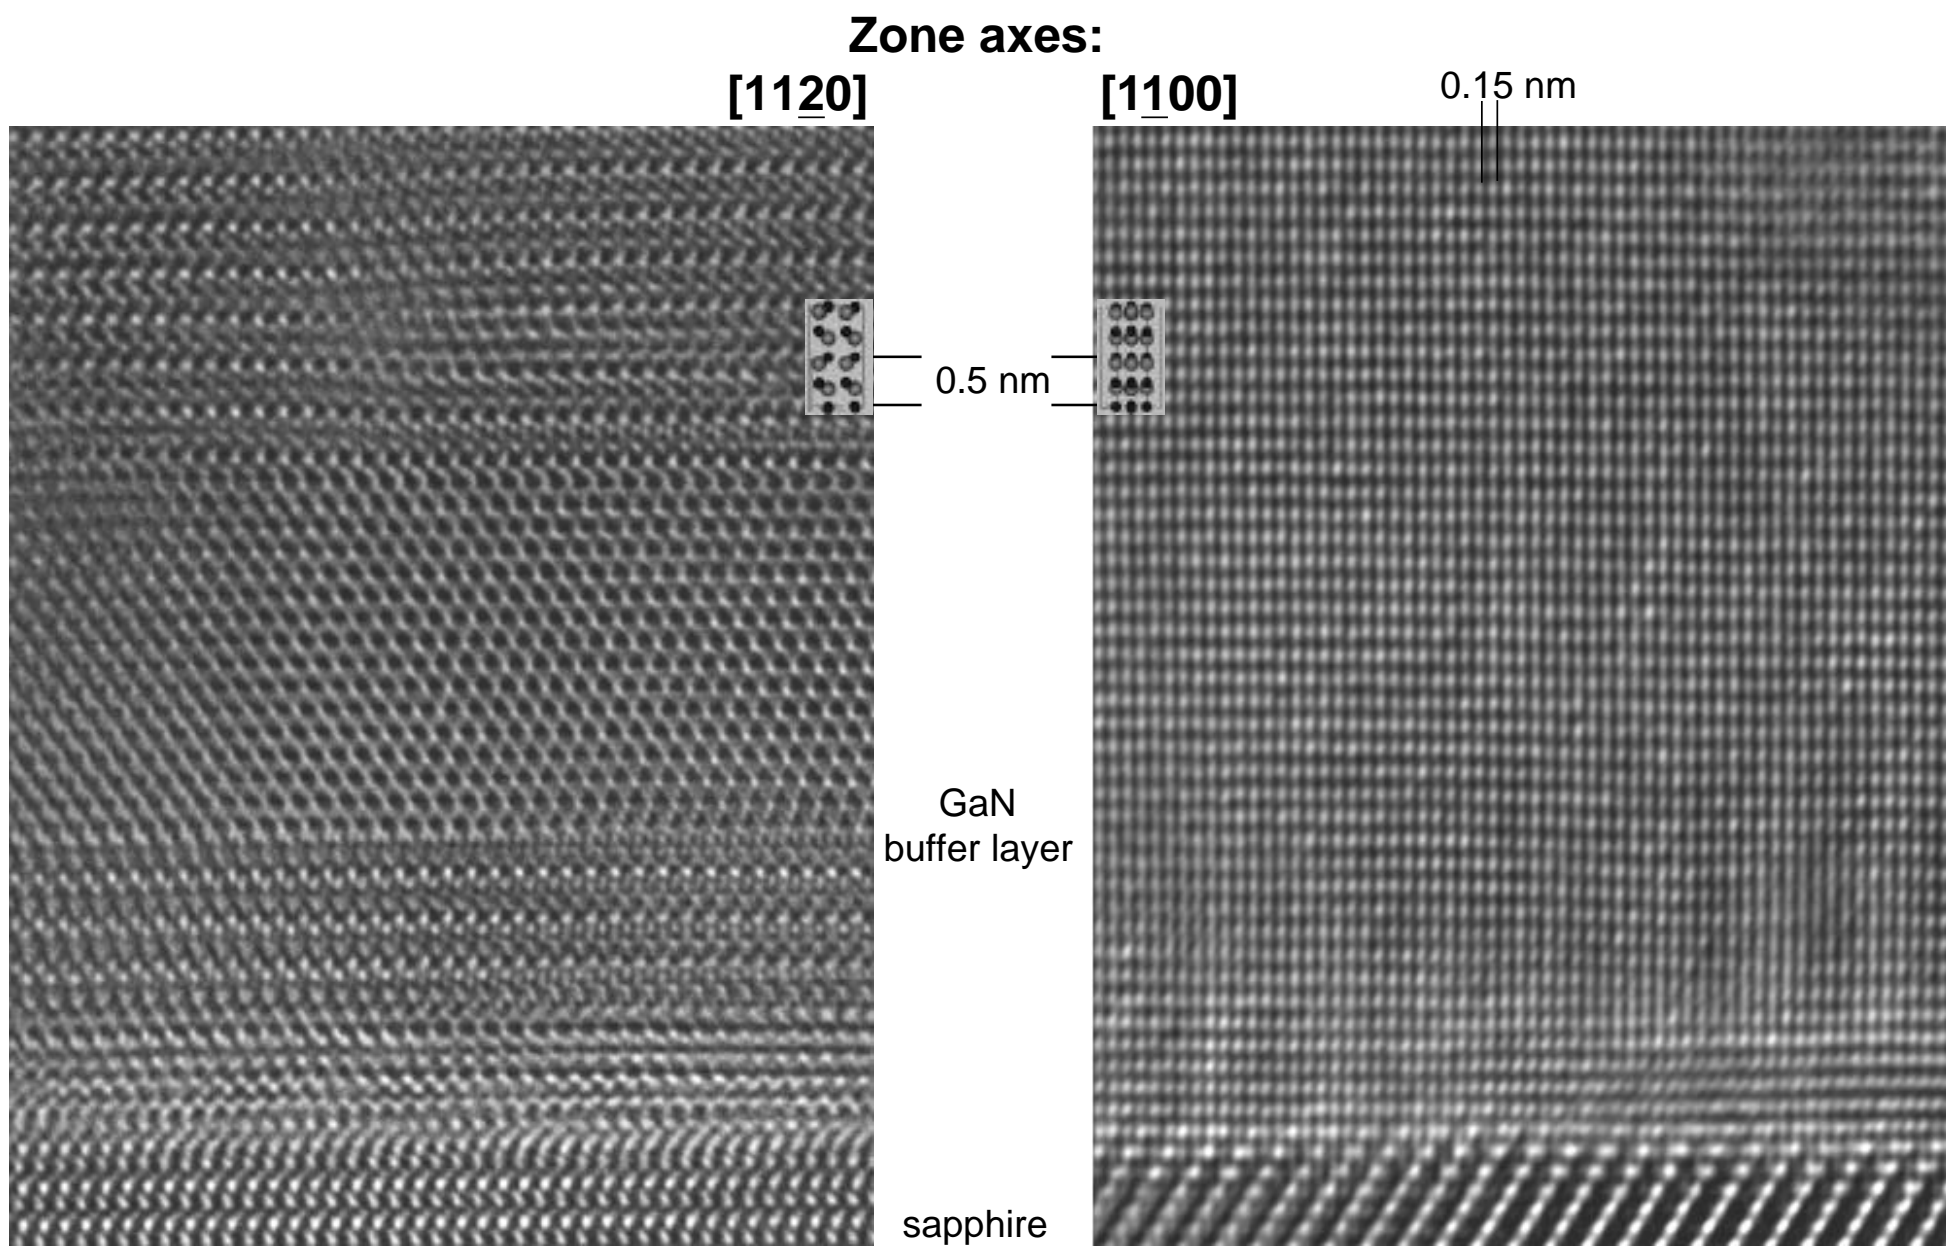 Zone axes:
[1120]
[1100]
0.15 nm
0.5 nm
GaN
buffer layer
sapphire